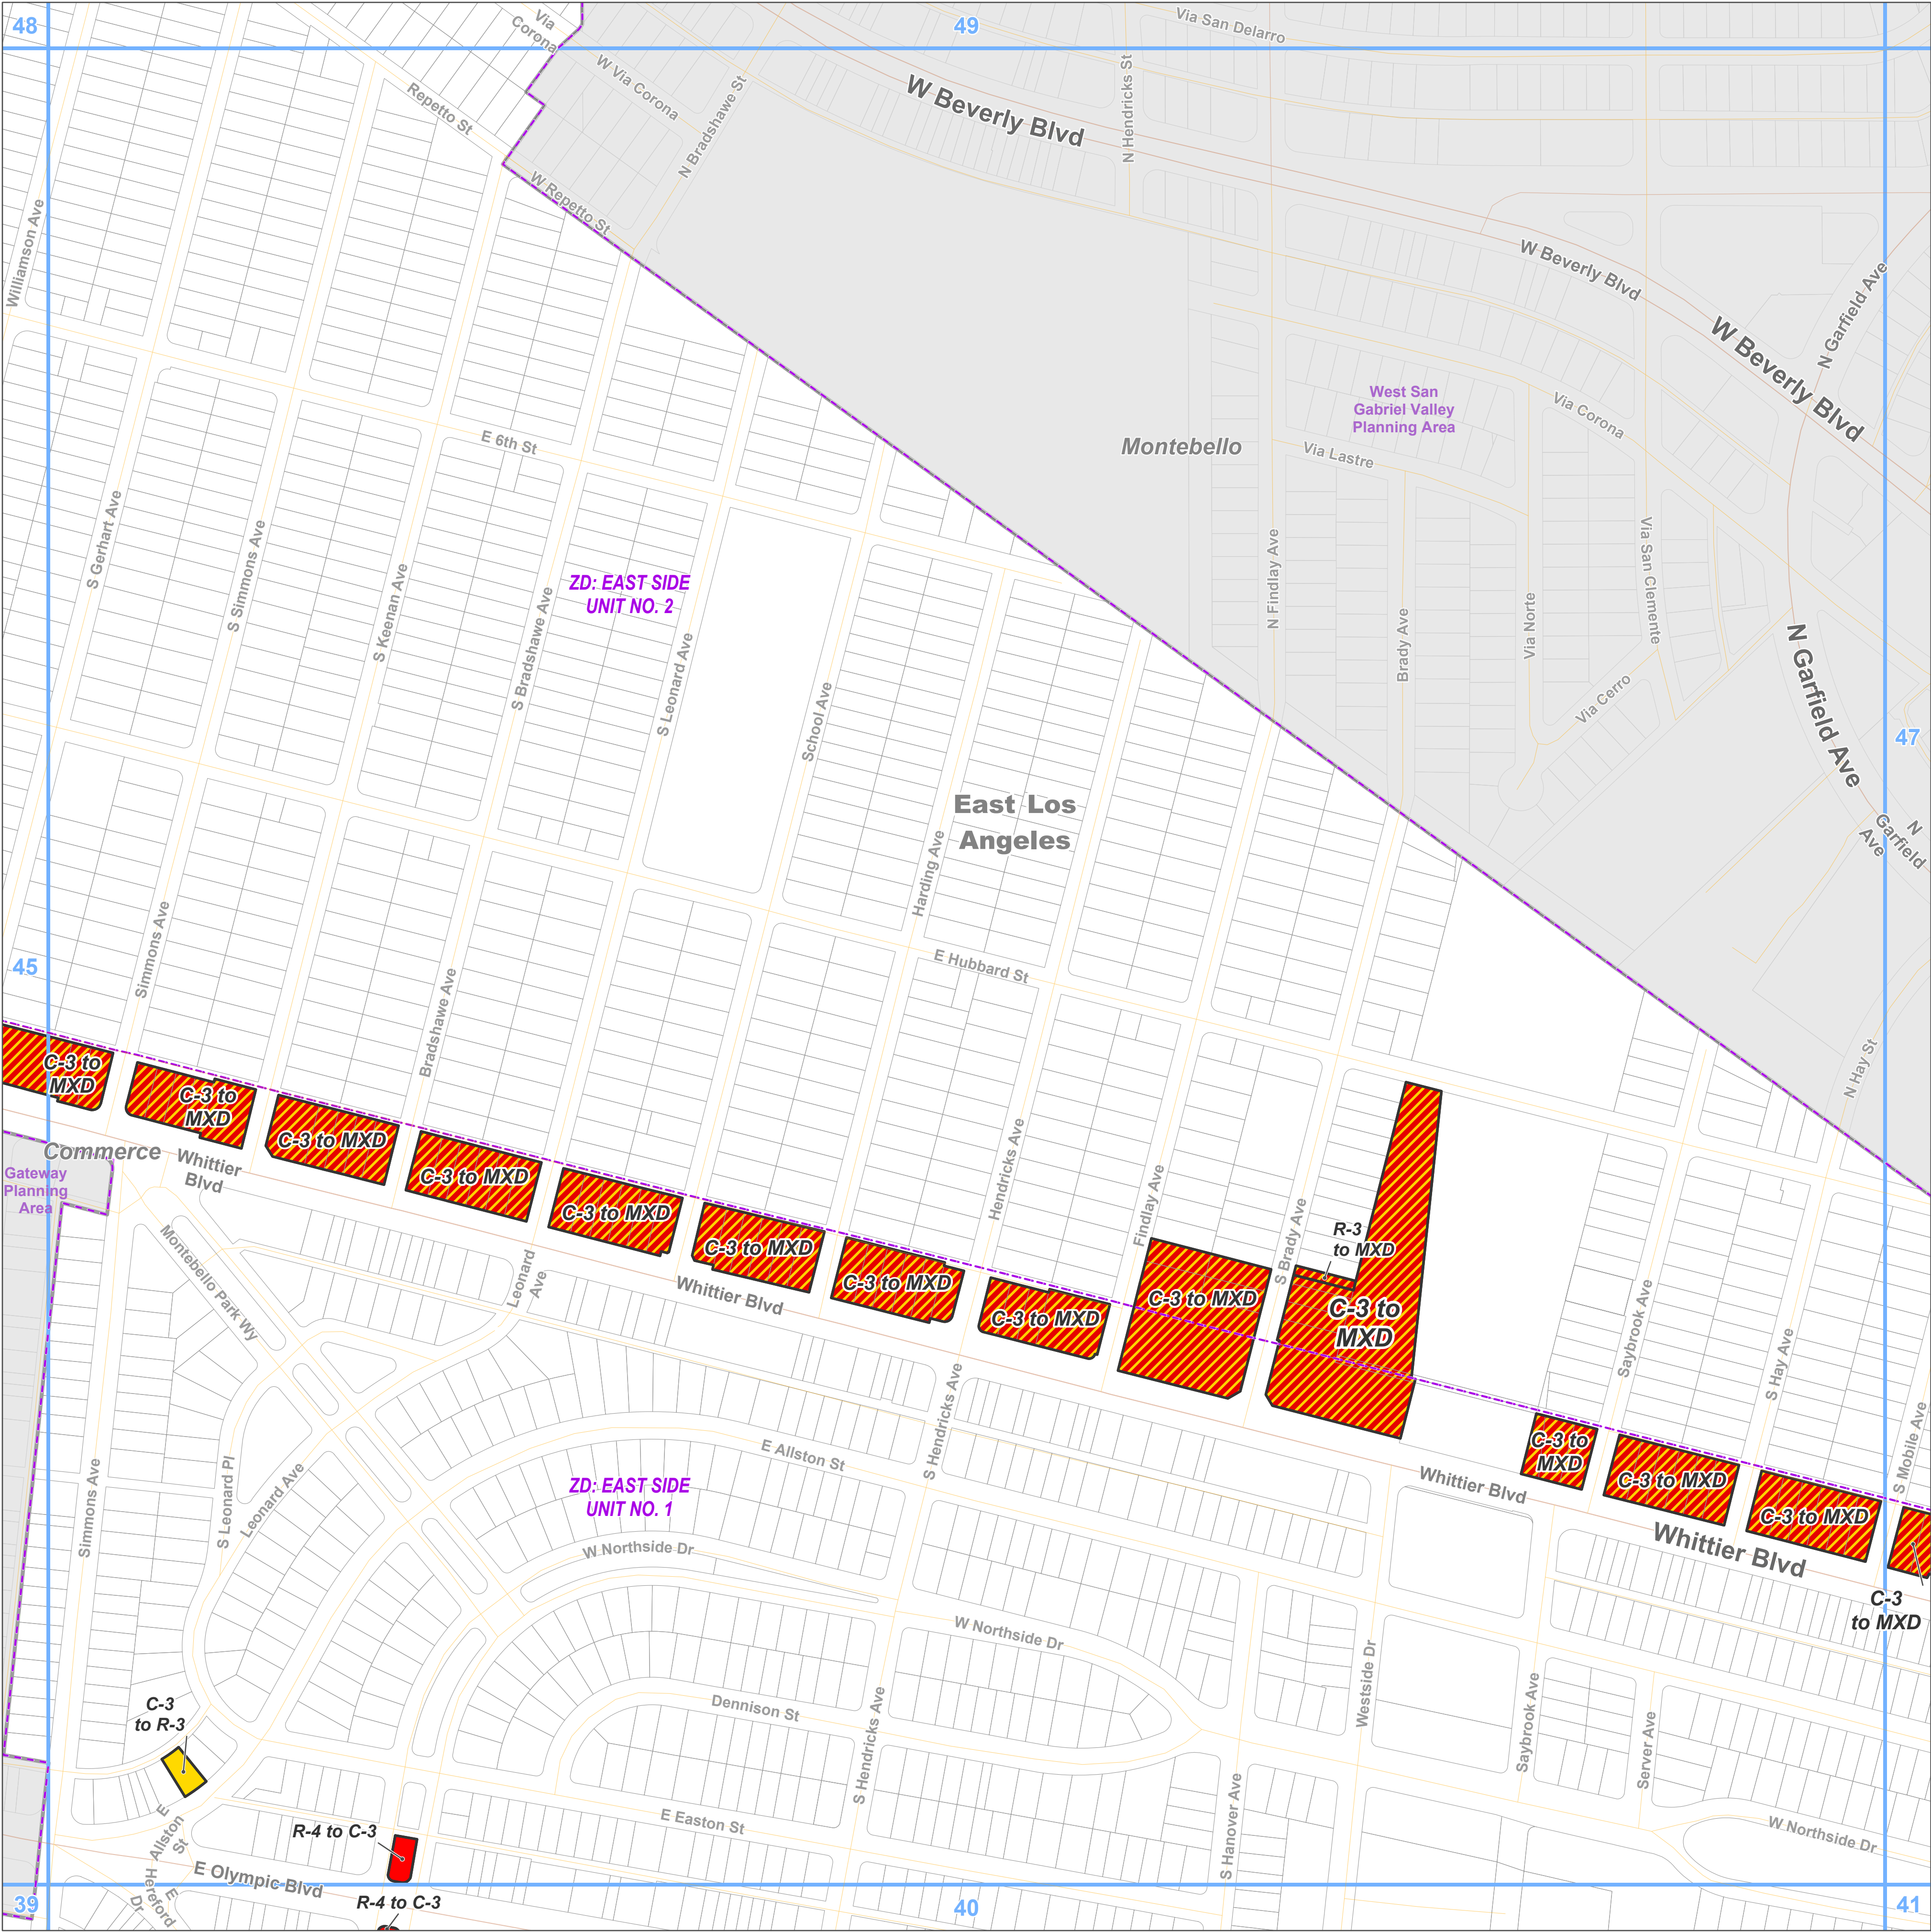 48
49
Via
Corona
Via San Delarro
W Via Corona
Repetto St
N Bradshawe St
W Beverly Blvd
N Hendricks St
W Repetto St
Williamson Ave
W Beverly Blvd
N Garfield Ave
W Beverly Blvd
West San
Gabriel Valley
Planning Area
Montebello
Via Corona
Via Lastre
E 6th St
S Gerhart Ave
S Simmons Ave
S Keenan Ave
S Bradshawe Ave
ZD: EAST SIDE
UNIT NO. 2
S Leonard Ave
School Ave
N Findlay Ave
Brady Ave
Via Norte
Via San Clemente
Via Cerro
N Garfield Ave
47
East Los
Angeles
N
Garfield
Ave
Harding Ave
Simmons Ave
45
Bradshawe Ave
E Hubbard St
N Hay St
C-3 to
MXD
C-3 to
MXD
C-3 to MXD
C-3 to MXD
C-3 to MXD
C-3 to MXD
C-3 to MXD
C-3 to MXD
C-3 to MXD
R-3
to MXD
C-3 to
MXD
Commerce
Gateway
Planning
Area
Whittier
Blvd
Montebello Park Wy
Leonard
Ave
Whittier Blvd
Hendricks Ave
Findlay Ave
S Brady Ave
Saybrook Ave
S Hay Ave
S Mobile Ave
C-3 to
MXD
C-3 to MXD
C-3 to MXD
C-3
to MXD
Whittier Blvd
Whittier Blvd
S Hendricks Ave
E Allston St
ZD: EAST SIDE
UNIT NO. 1
Simmons Ave
S Leonard Pl
Leonard Ave
W Northside Dr
W Northside Dr
Westside Dr
Saybrook Ave
Server Ave
Dennison St
S Hendricks Ave
C-3
to R-3
E Easton St
S Hanover Ave
W Northside Dr
E
Allston
St
R-4 to C-3
E Olympic Blvd
E
Hereford
Dr
R-4 to C-3
39
40
41